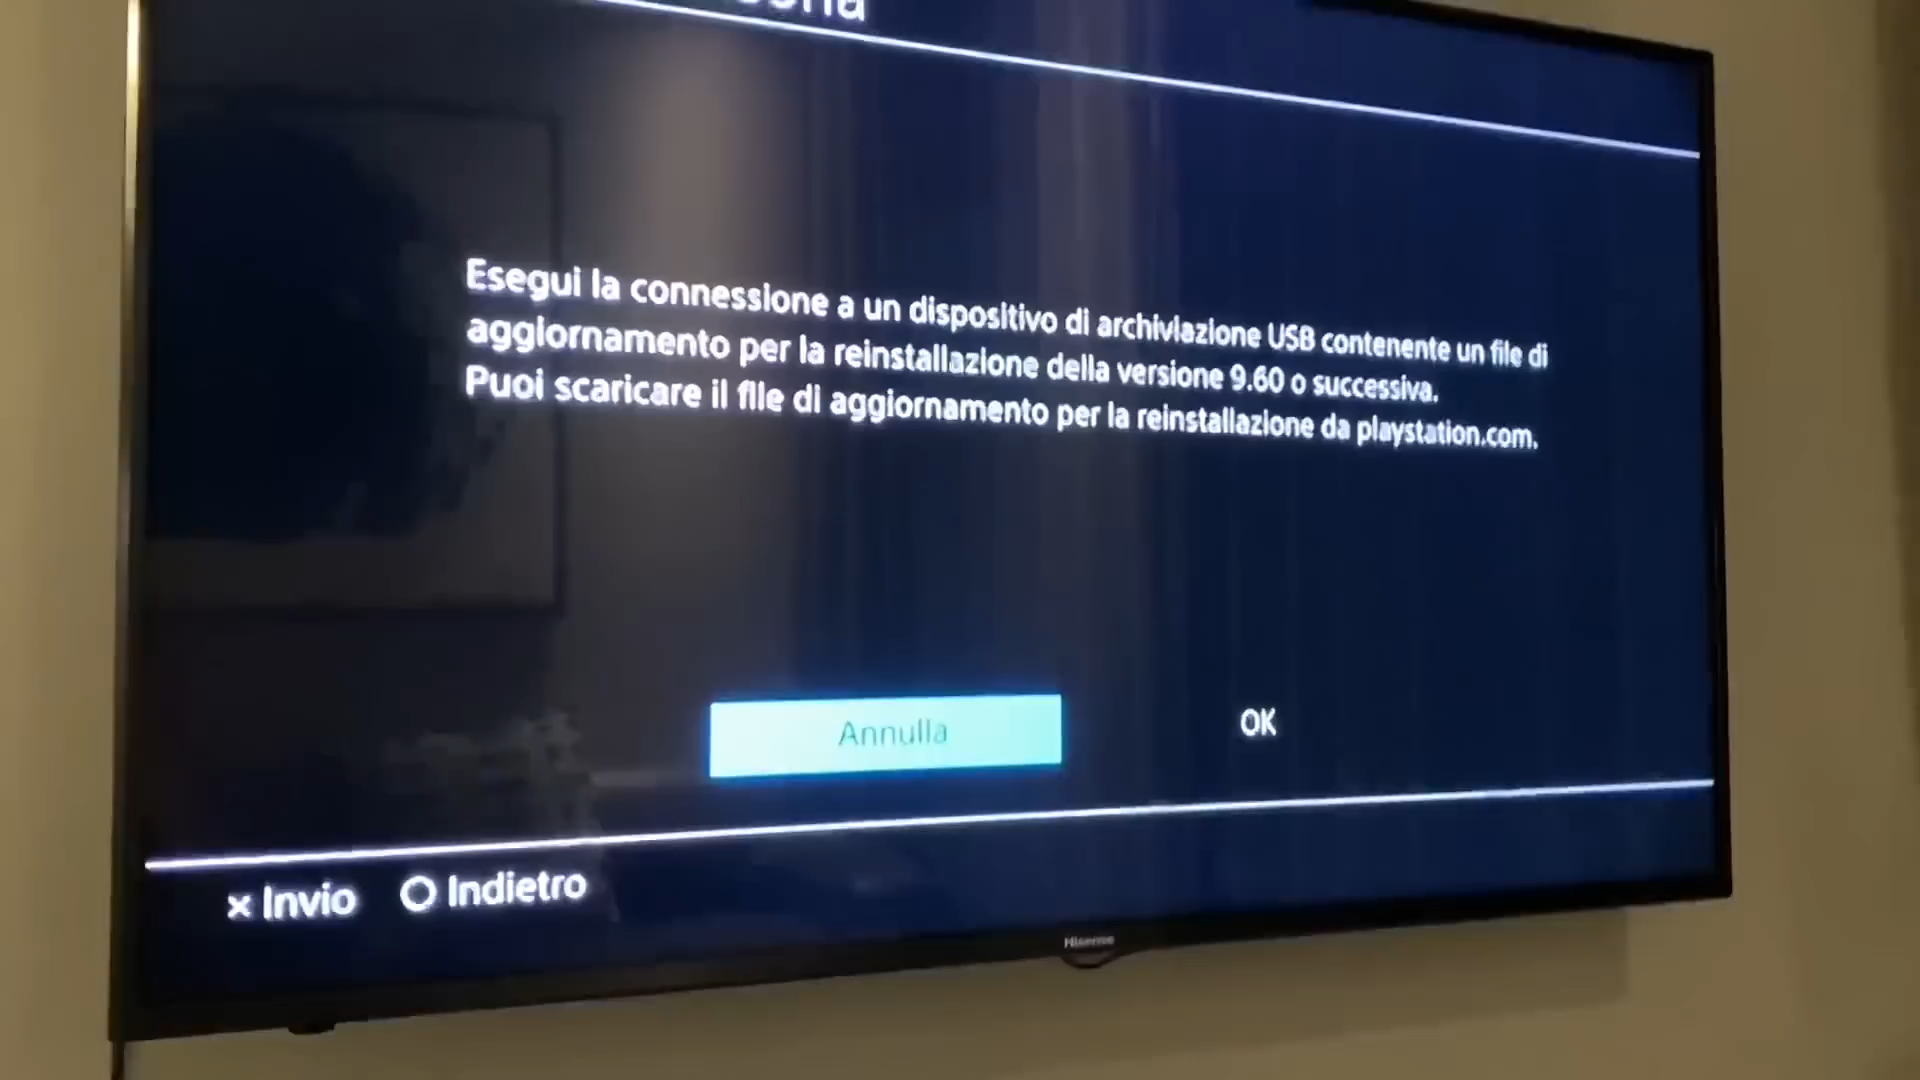 Esegui la connessione a un dispositivo di archiviazione USB contenente un file di
aggiornamento per la reinstallazione della versione 9.60 o successiva.
Puoi scaricare il file di aggiornamento per la reinstallazione da playstation.com.
Annulla
OK
× Invio
Indietro
Hisense